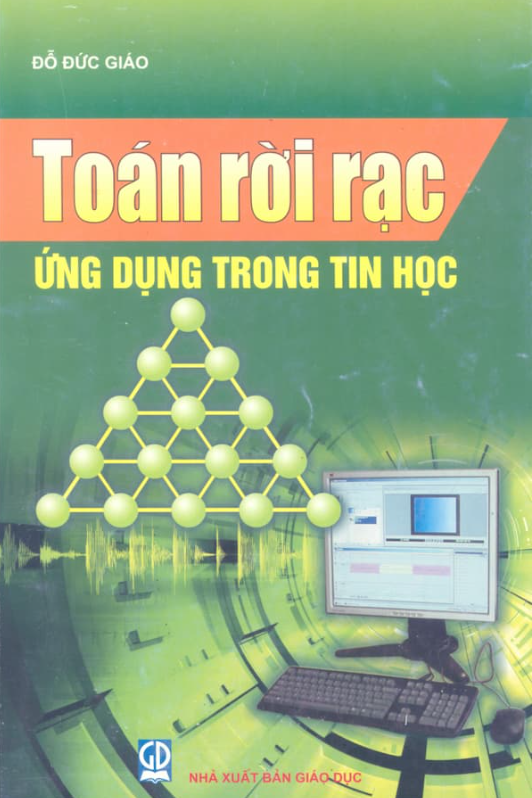 ĐỖ ĐỨC GIÁO
Toán rời rạc
ỨNG DỤNG TRONG TIN HỌC
GD
NHÀ XUẤT BẢN GIÁO DỤC